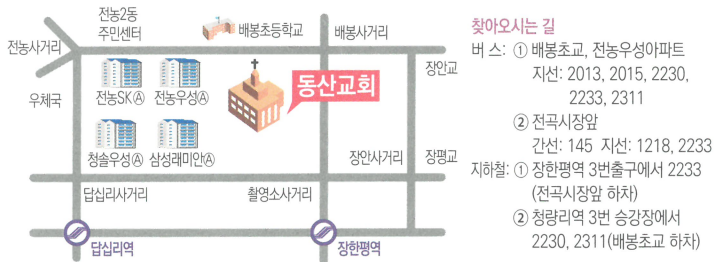 전농2동
주민센터
배봉초등학교
배봉사거리
전농사거리
장안교
우체국
전농SKⒶ
전농우성Ⓐ
동산교회
청솔우성Ⓐ
삼성래미안Ⓐ
장안사거리
장평교
답십리사거리
촬영소사거리
답십리역
장한평역
찾아오시는 길
버 스: ① 배봉초교, 전농우성아파트
지선: 2013, 2015, 2230,
2233, 2311
② 전곡시장앞
간선: 145 지선: 1218, 2233
지하철: ① 장한평역 3번출구에서 2233
(전곡시장앞 하차)
② 청량리역 3번 승강장에서
2230, 2311(배봉초교 하차)